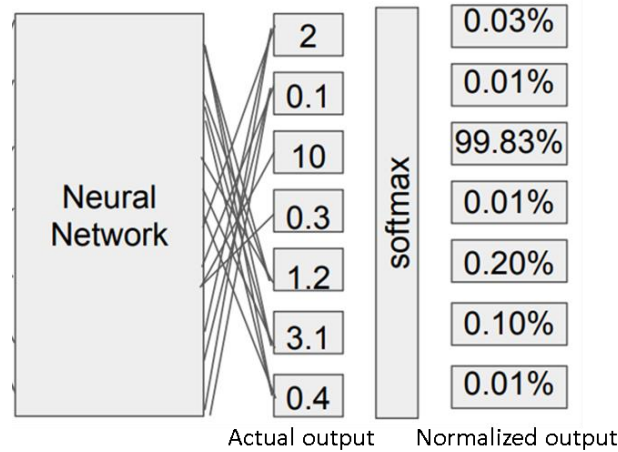 Neural
Network
2
0.1
10
0.3
1.2
3.1
0.4
softmax
0.03%
0.01%
99.83%
0.01%
0.20%
0.10%
0.01%
Actual output
Normalized output